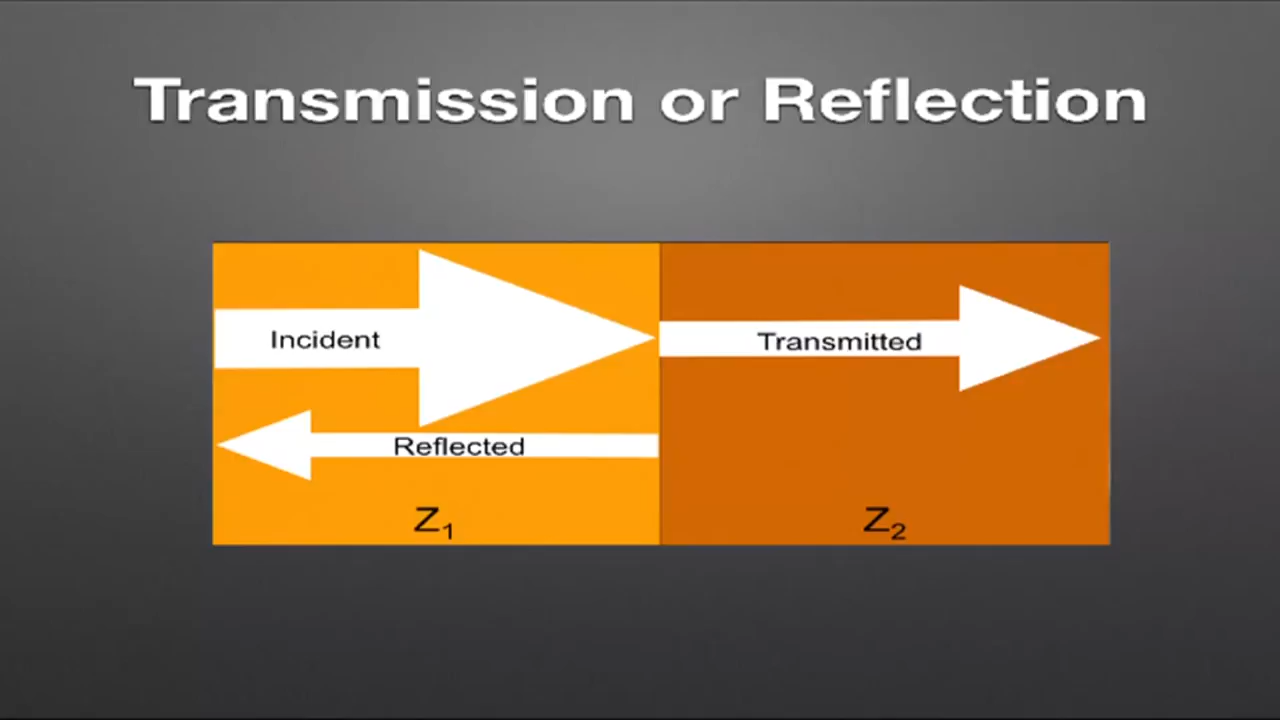 Transmission or Reflection
Incident
Transmitted
Reflected
Z₁
Z₂